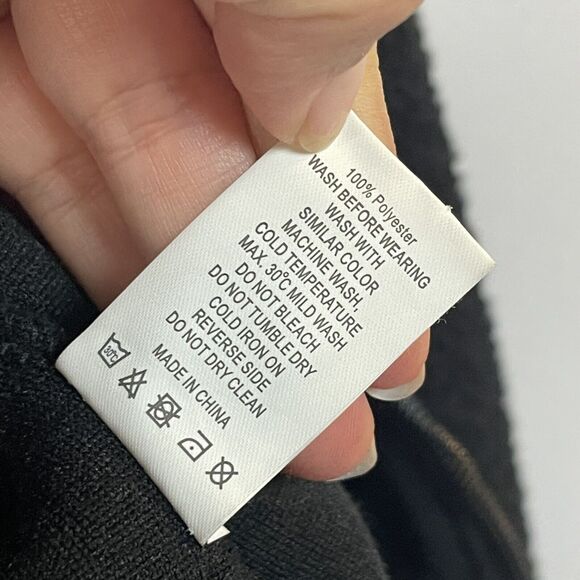 100% Polyester
WASH BEFORE WEARING
WASH WITH
SIMILAR COLOR
MACHINE WASH,
COLD TEMPERATURE
MAX. 30°C MILD WASH
DO NOT BLEACH
DO NOT TUMBLE DRY
COLD IRON ON
REVERSE SIDE
DO NOT DRY CLEAN
MADE IN CHINA
30°C